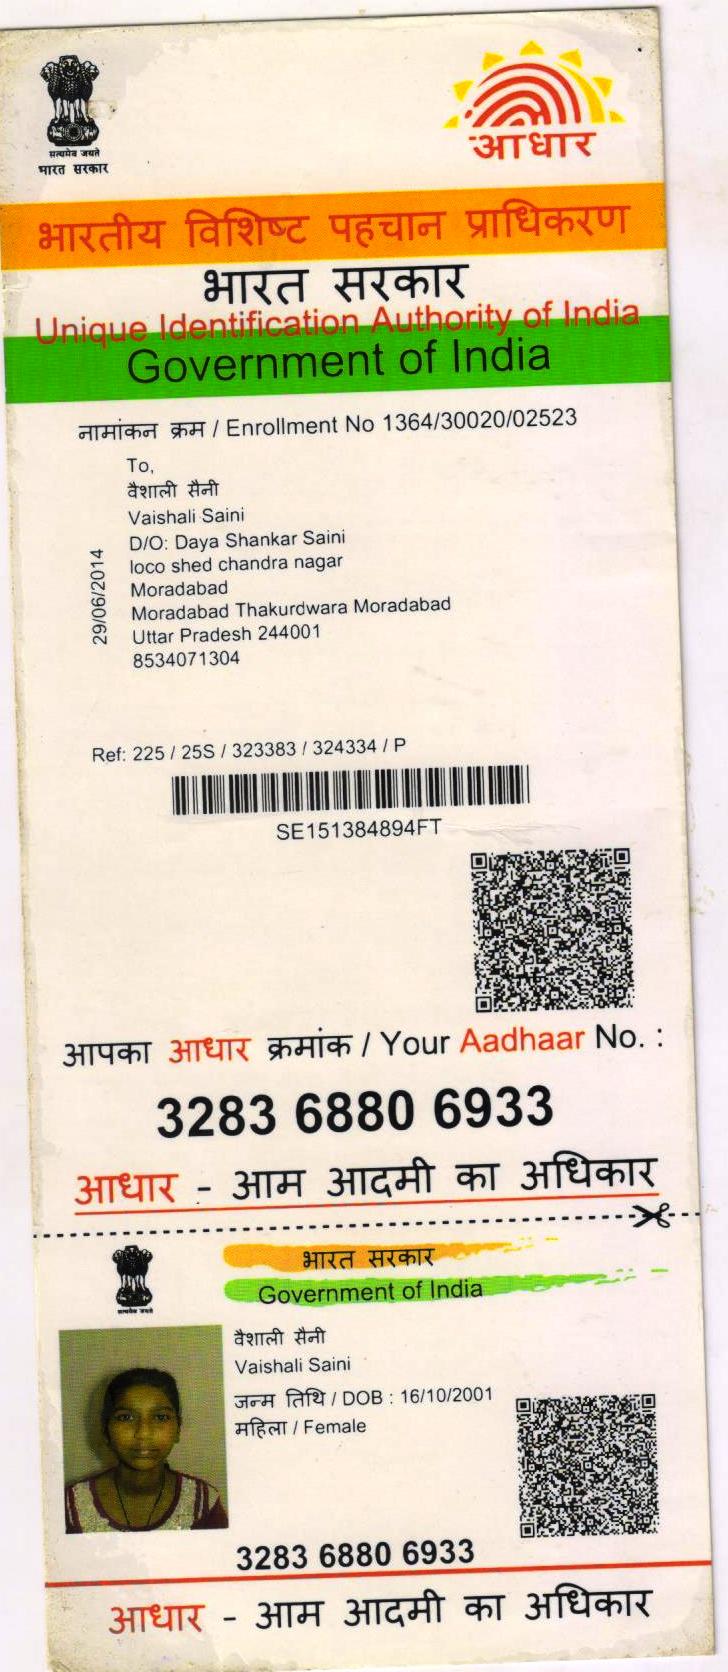 सत्यमेव जयते
भारत सरकार
आधार
भारतीय विशिष्ट पहचान प्राधिकरण
भारत सरकार
Unique Identification Authority of India
Government of India
नामांकन क्रम / Enrollment No 1364/30020/02523
To,
वैशाली सैनी
Vaishali Saini
D/O: Daya Shankar Saini
loco shed chandra nagar
Moradabad
Moradabad Thakurdwara Moradabad
Uttar Pradesh 244001
8534071304
29/06/2014
Ref: 225 / 25S / 323383 / 324334 / P
SE151384894FT
आपका आधार क्रमांक / Your Aadhaar No. :
3283 6880 6933
आधार - आम आदमी का अधिकार
सत्यमेव जयते
भारत सरकार
Government of India
वैशाली सैनी
Vaishali Saini
जन्म तिथि / DOB : 16/10/2001
महिला / Female
3283 6880 6933
आधार - आम आदमी का अधिकार